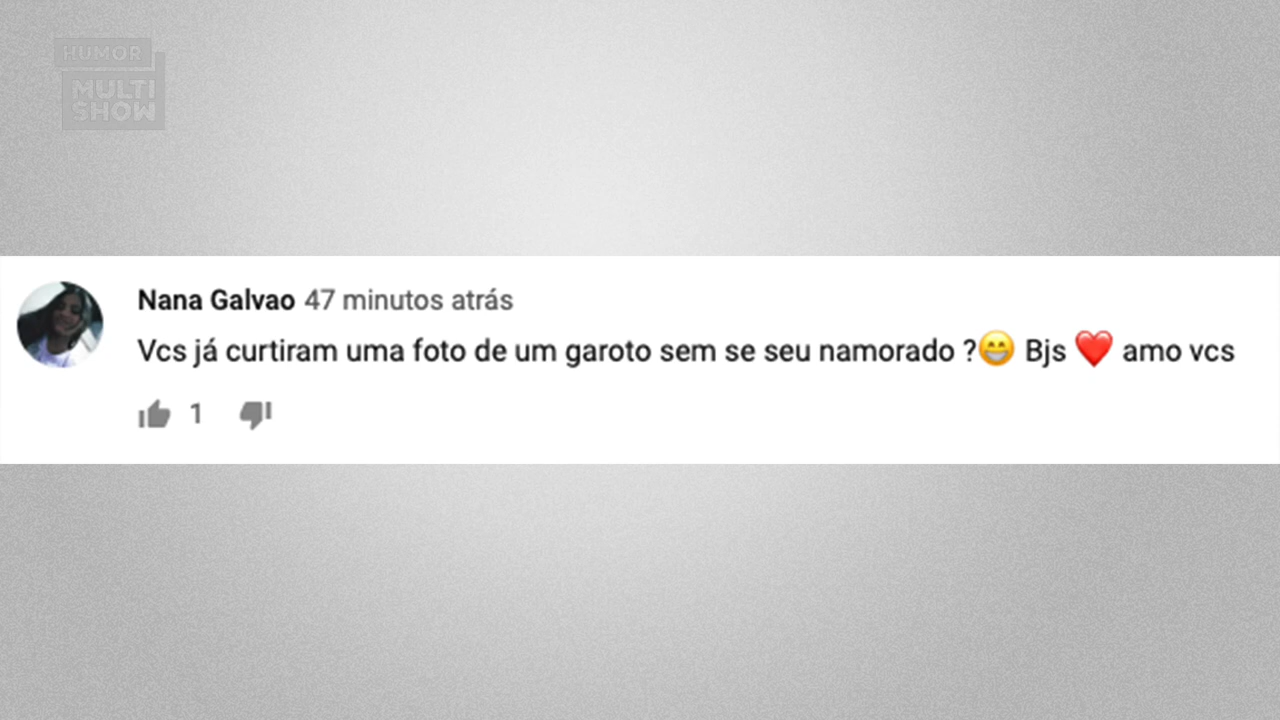 HUMOR
MULTI
SHOW
Nana Galvao 47 minutos atrás
Vcs já curtiram uma foto de um garoto sem se seu namorado ?😁 Bjs ❤️ amo vcs
1